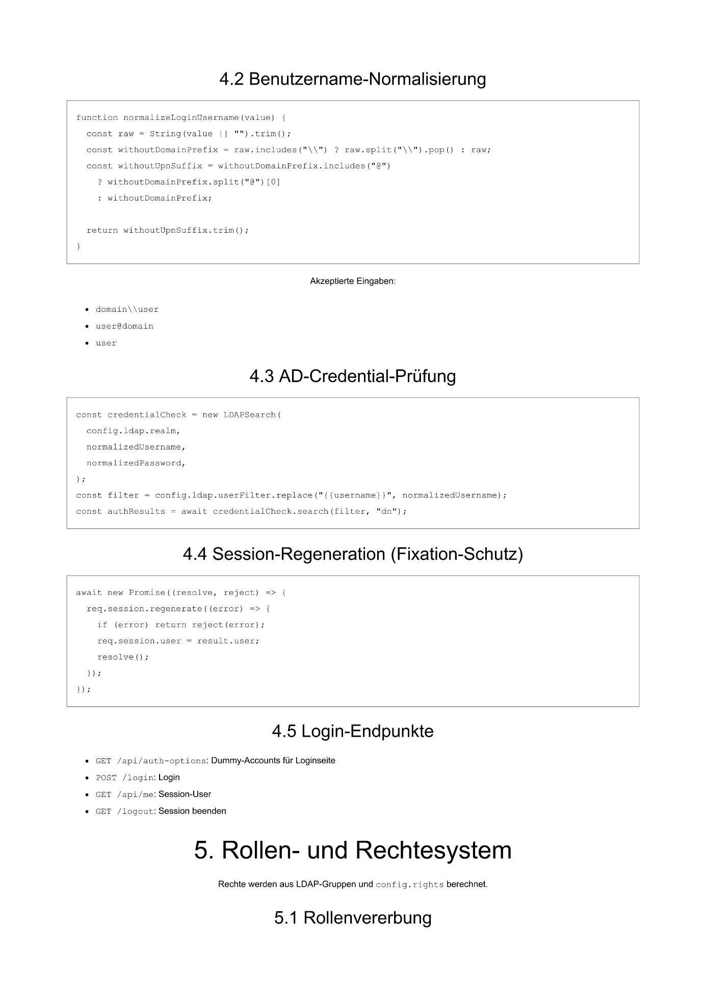 4.2 Benutzername-Normalisierung
function normalizeLoginUsername(value) {
  const raw = String(value || "").trim();
  const withoutDomainPrefix = raw.includes("\\") ? raw.split("\\").pop() : raw;
  const withoutUpnSuffix = withoutDomainPrefix.includes("@")
    ? withoutDomainPrefix.split("@")[0]
    : withoutDomainPrefix;

  return withoutUpnSuffix.trim();
}
Akzeptierte Eingaben:
• domain\\user
• user@domain
• user
4.3 AD-Credential-Prüfung
const credentialCheck = new LDAPSearch(
  config.ldap.realm,
  normalizedUsername,
  normalizedPassword,
);
const filter = config.ldap.userFilter.replace("{{username}}", normalizedUsername);
const authResults = await credentialCheck.search(filter, "dn");
4.4 Session-Regeneration (Fixation-Schutz)
await new Promise((resolve, reject) => {
  req.session.regenerate((error) => {
    if (error) return reject(error);
    req.session.user = result.user;
    resolve();
  });
});
4.5 Login-Endpunkte
• GET /api/auth-options: Dummy-Accounts für Loginseite
• POST /login: Login
• GET /api/me: Session-User
• GET /logout: Session beenden
5. Rollen- und Rechtesystem
Rechte werden aus LDAP-Gruppen und config.rights berechnet.
5.1 Rollenvererbung